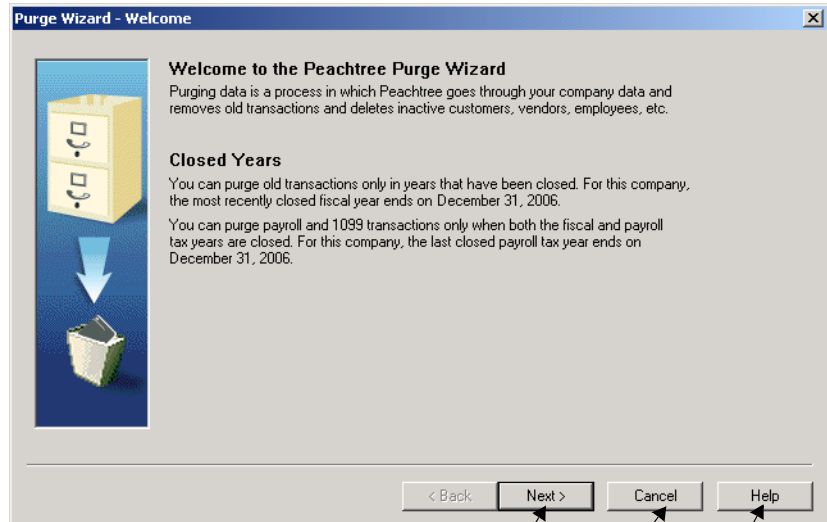 Purge Wizard - Welcome
Welcome to the Peachtree Purge Wizard
Purging data is a process in which Peachtree goes through your company data and
removes old transactions and deletes inactive customers, vendors, employees, etc.
Closed Years
You can purge old transactions only in years that have been closed. For this company,
the most recently closed fiscal year ends on December 31, 2006.
You can purge payroll and 1099 transactions only when both the fiscal and payroll
tax years are closed. For this company, the last closed payroll tax year ends on
December 31, 2006.
< Back Next > Cancel Help